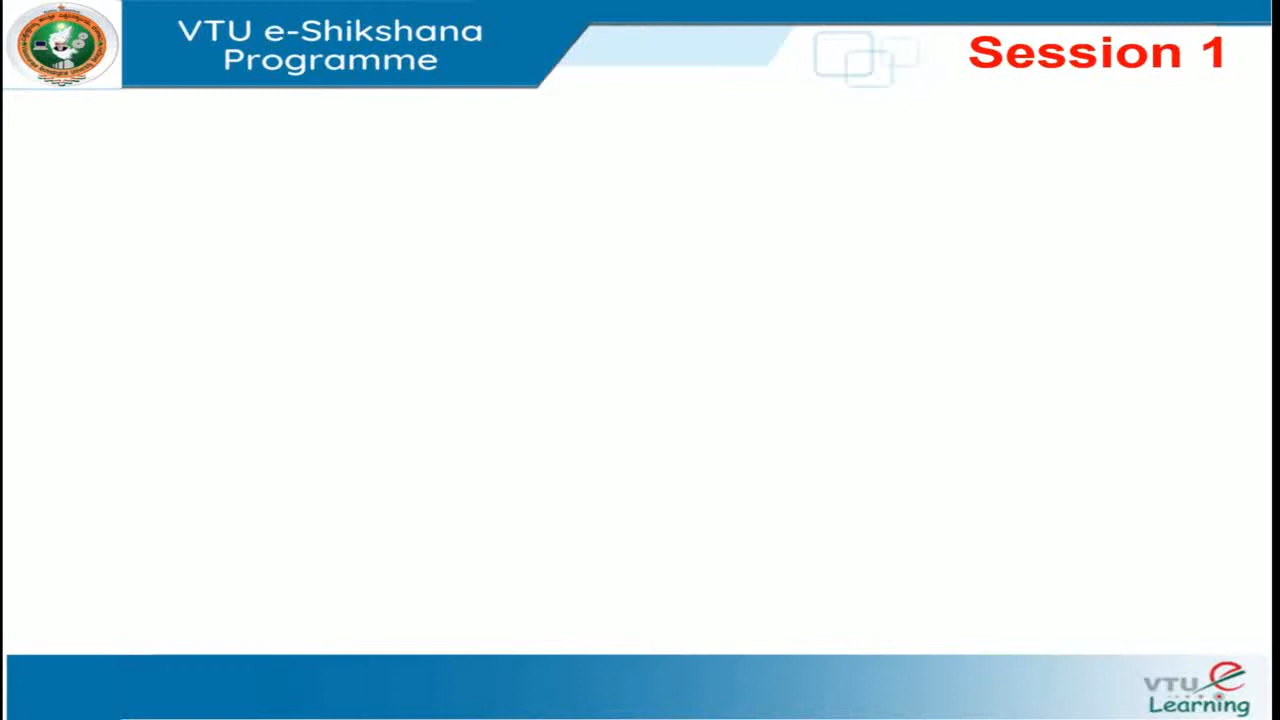 VTU e-Shikshana
Programme
Session 1
VTU e
Learning